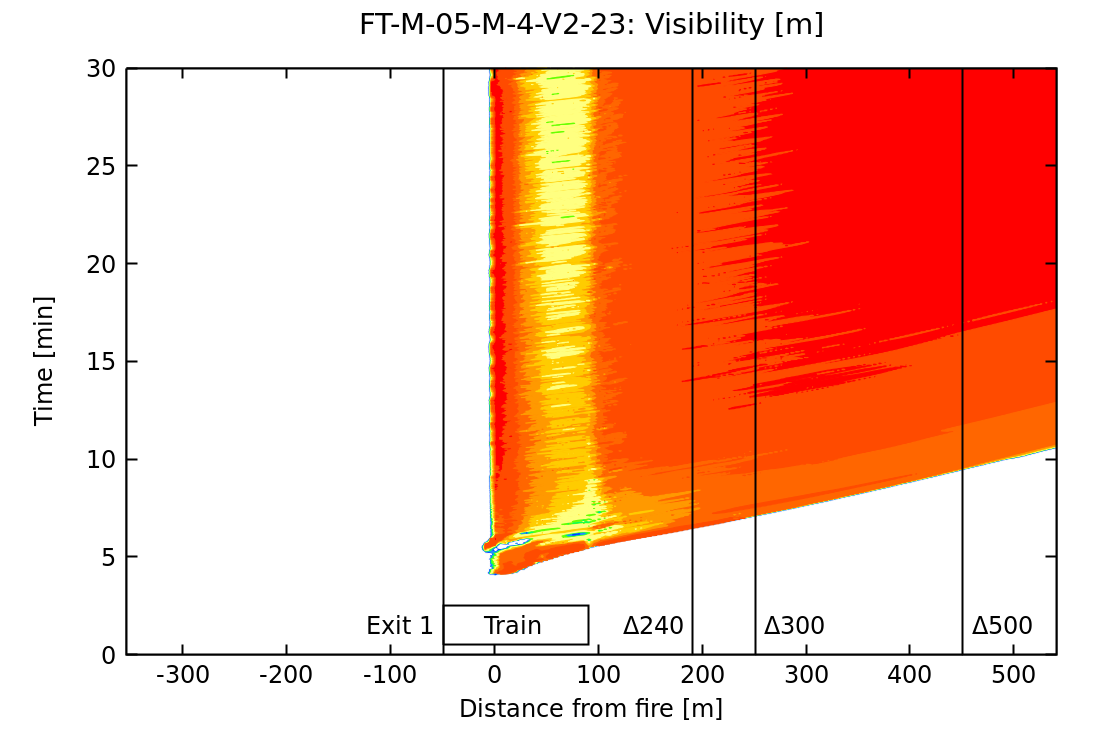 FT-M-05-M-4-V2-23: Visibility [m]
30
25
20
15
10
5
0
Time [min]
Exit 1
Train
Δ240
Δ300
Δ500
-300
-200
-100
0
100
200
300
400
500
Distance from fire [m]